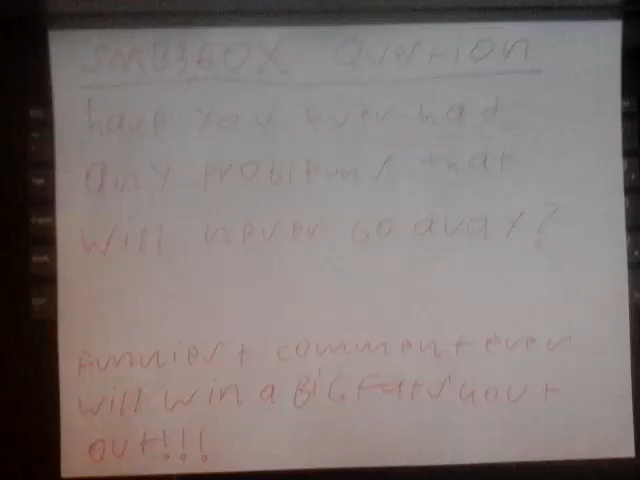 SMB360X Question
have you Ever had
any problems that
will never Go away?
Funniest comment ever
will win a BiG Fat shout
out!!!